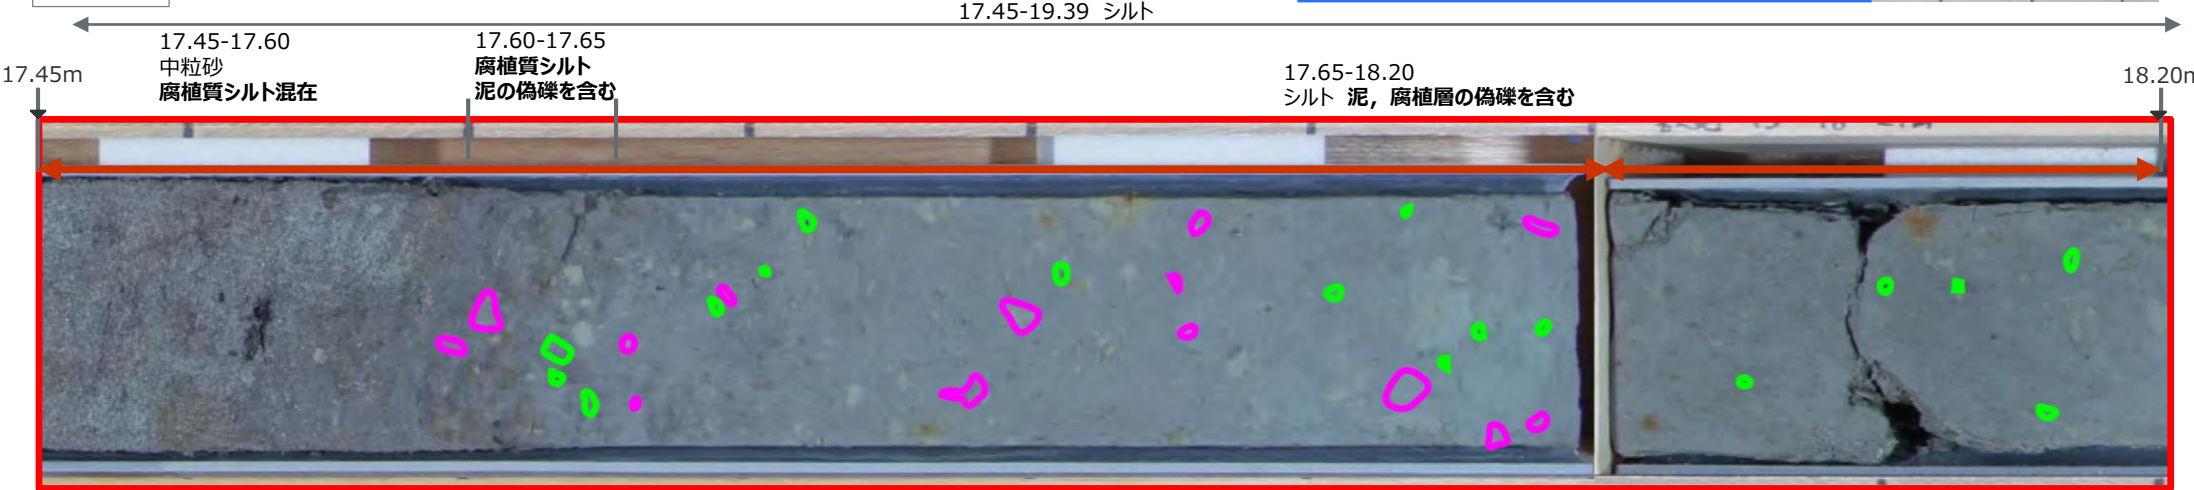 17.45-19.39 シルト
17.45-17.60
中粒砂
腐植質シルト混在
17.60-17.65
腐植質シルト
泥の偽礫を含む
17.65-18.20
シルト 泥，腐植層の偽礫を含む
17.45m
18.20m